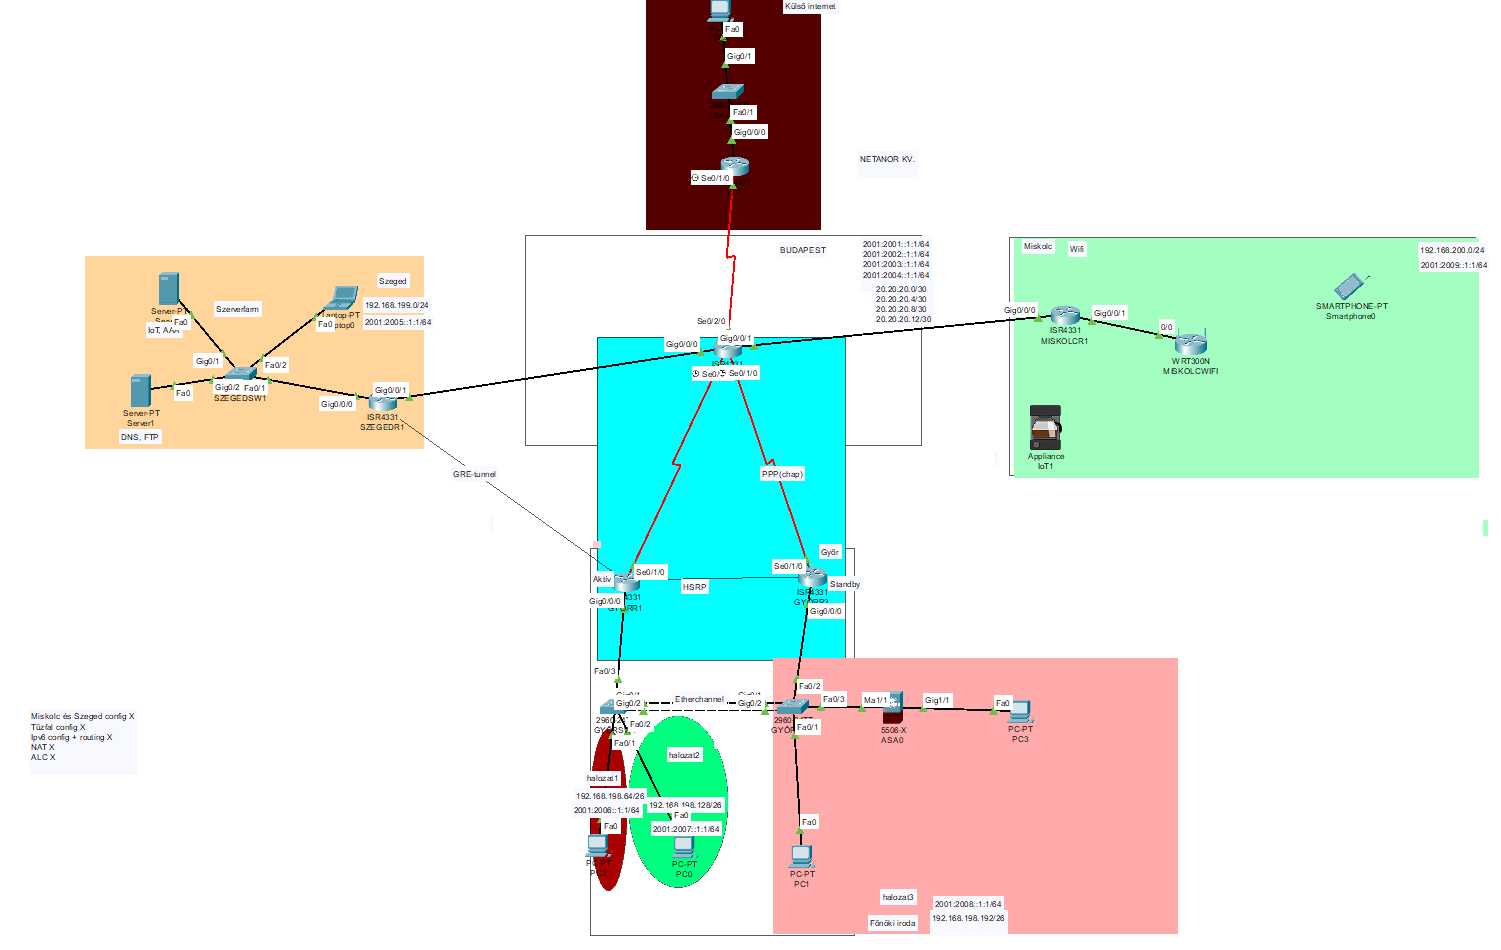 Külső internet
Fa0
Gig0/1
Fa0/1
Gig0/0/0
Se0/1/0
NETANOR KV.
BUDAPEST
2001:2001::1:1/64
2001:2002::1:1/64
2001:2003::1:1/64
2001:2004::1:1/64
20.20.20.0/30
20.20.20.4/30
20.20.20.8/30
20.20.20.12/30
Se0/2/0
Gig0/0/0
Gig0/0/1
Se0/1/0
Szeged
Szerverfarm
192.168.199.0/24
2001:2005::1:1/64
Server-PT
Fa0
IoT, AAA
Fa0
Gig0/1
Fa0/2
Gig0/2
Fa0/1
SZEGEDSW1
Fa0
Server-PT
Server1
DNS, FTP
Gig0/0/0
Gig0/0/1
ISR4331
SZEGEDR1
Miskolc
Wifi
192.168.200.0/24
2001:2009::1:1/64
SMARTPHONE-PT
Smartphone0
Gig0/0/0
Gig0/0/1
ISR4331
MISKOLCR1
0/0
WRT300N
MISKOLCWIFI
Appliance
IoT1
GRE-tunnel
PPP(chap)
Győr
Aktív
Se0/1/0
HSRP
Se0/1/0
Standby
Gig0/0/0
Gig0/0/0
Fa0/3
Fa0/2
Etherchannel
Gig0/2
Gig0/2
Fa0/2
Fa0/1
Fa0/3
Fa0/1
Ma1/1
Gig1/1
Fa0
5506-X
ASA0
PC-PT
PC3
halozat1
192.168.198.64/26
2001:2006::1:1/64
Fa0
halozat2
192.168.198.128/26
Fa0
2001:2007::1:1/64
PC-PT
PC0
Fa0
PC-PT
PC1
halozat3
Főnöki iroda
2001:2008::1:1/64
192.168.198.192/26
Miskolc és Szeged config X
Tűzfal config X
Ipv6 config + routing X
NAT X
ALC X